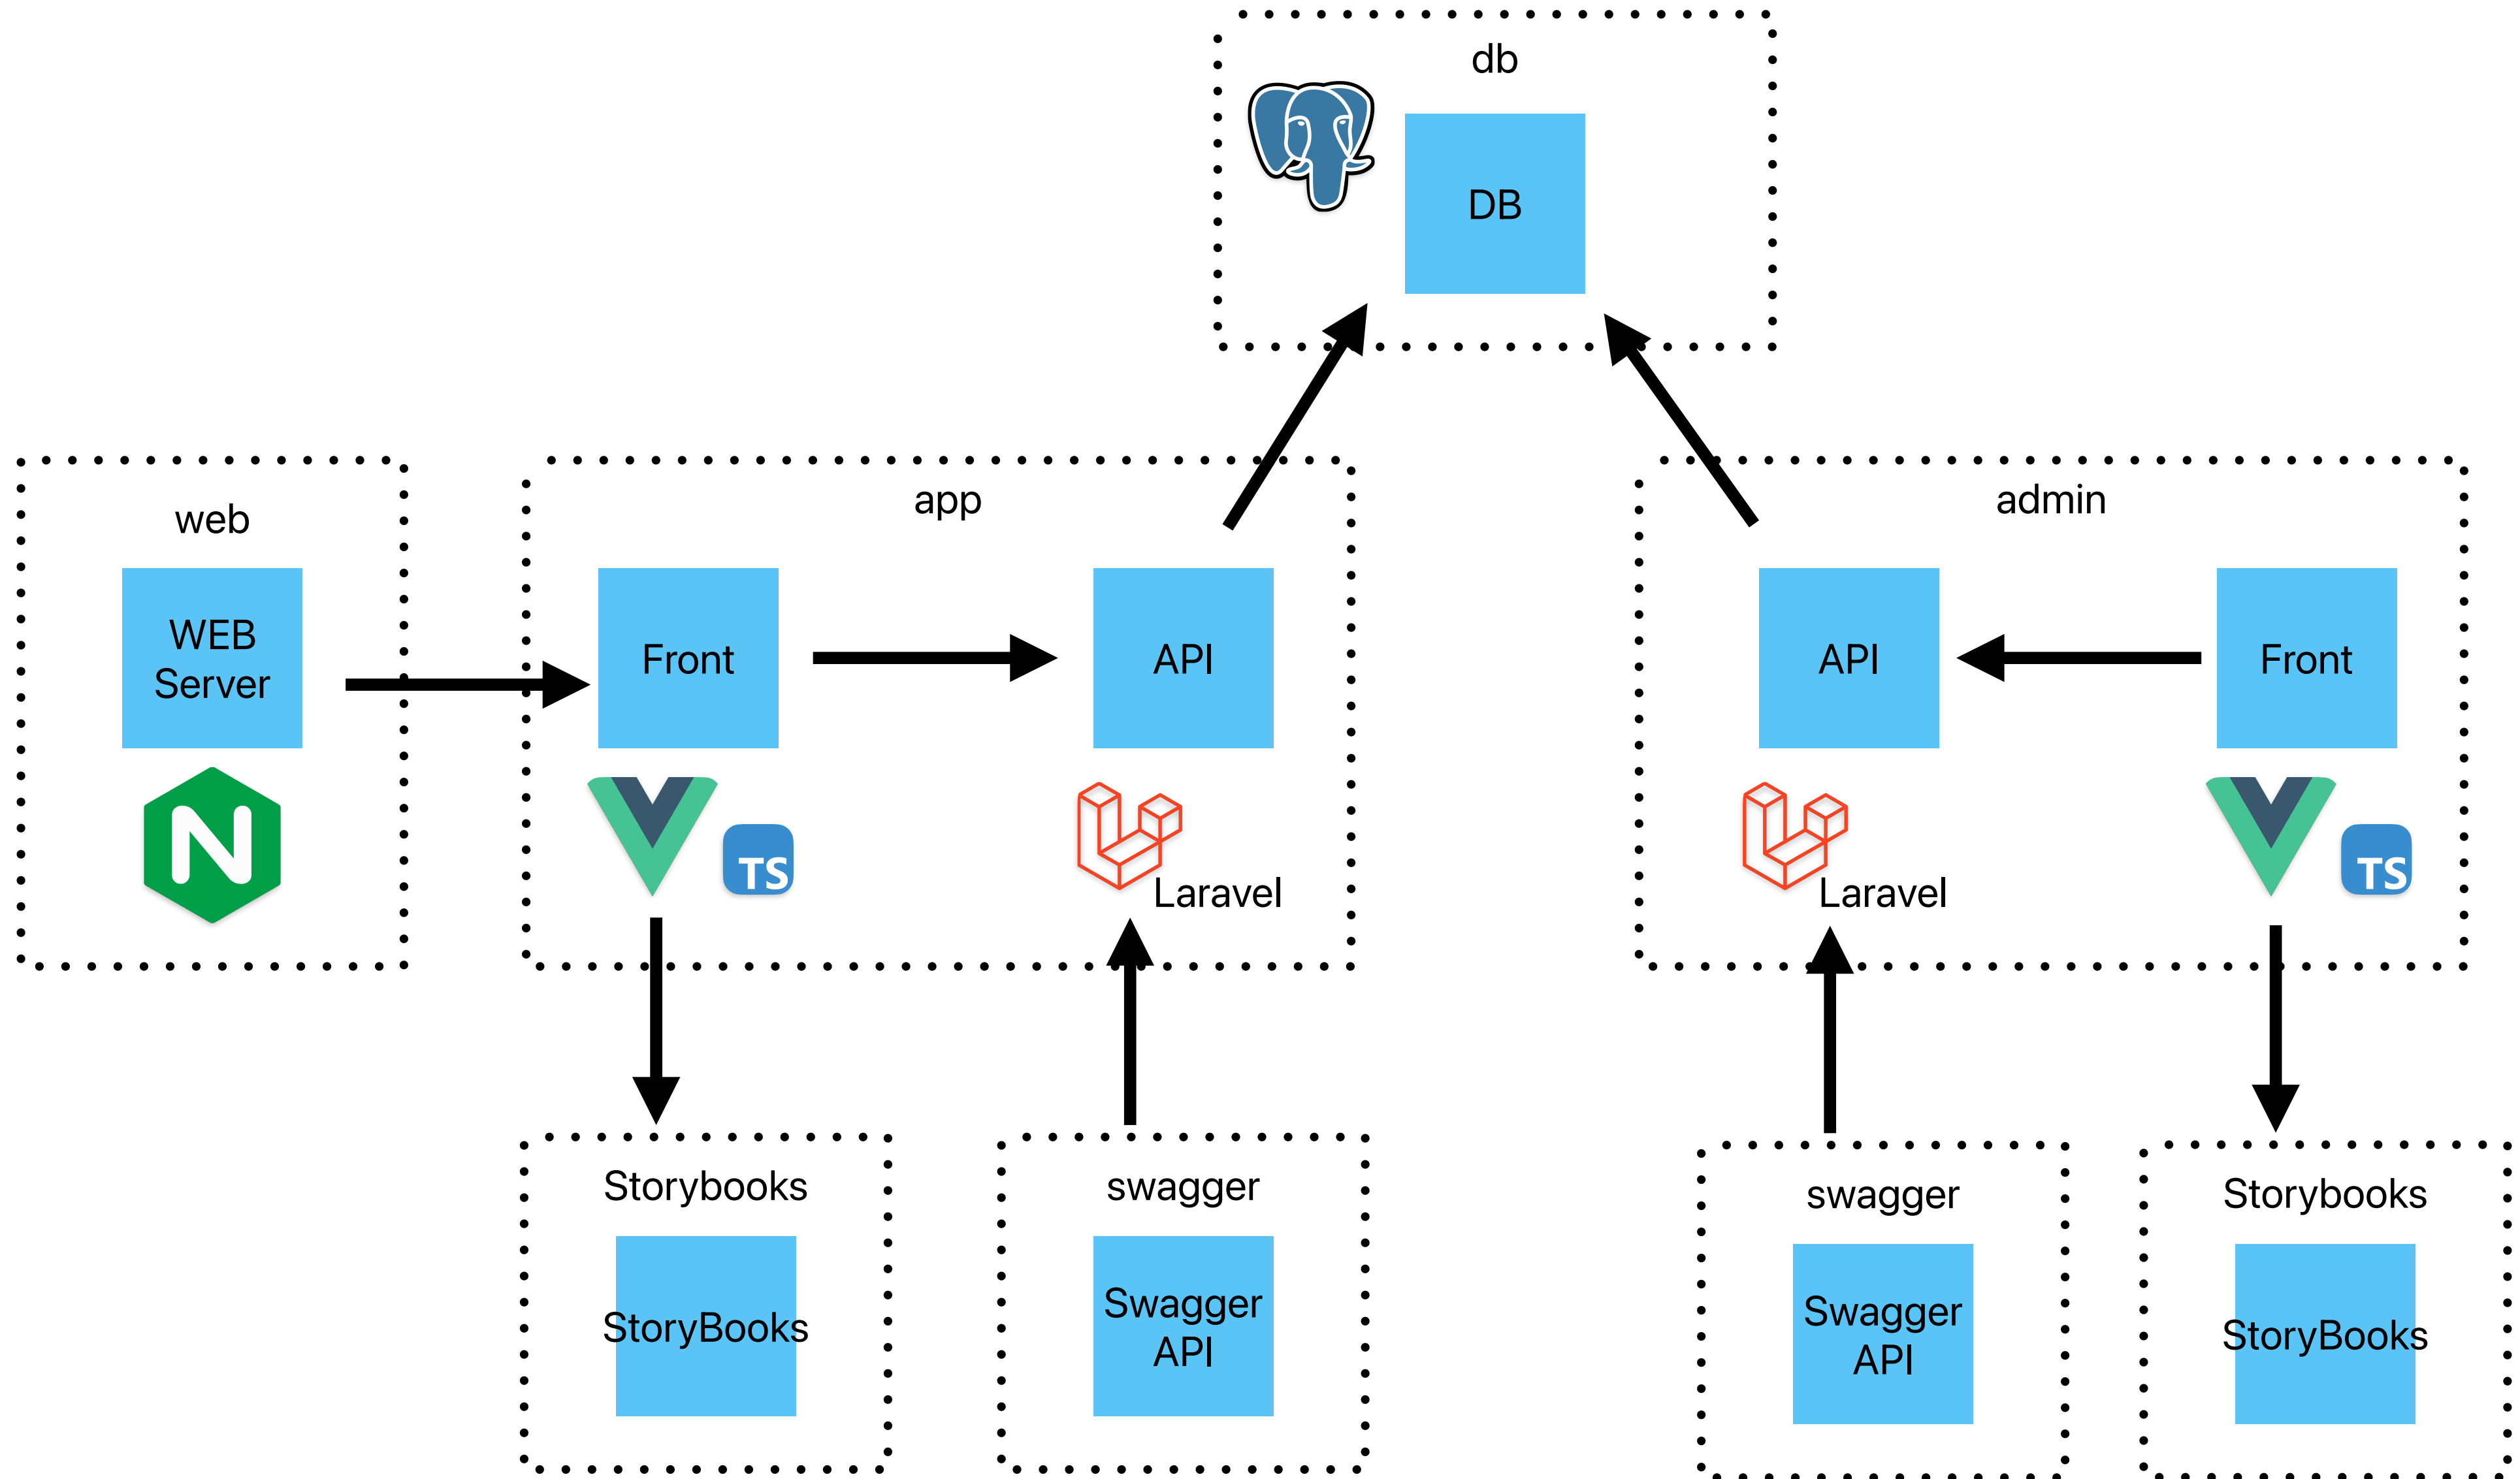 db
DB
web
WEB
Server
app
Front
API
TS
Laravel
admin
API
Front
Laravel
TS
Storybooks
StoryBooks
swagger
Swagger
API
swagger
Swagger
API
Storybooks
StoryBooks